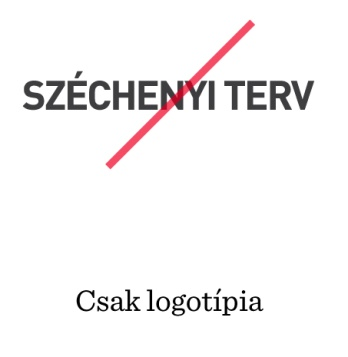 SZÉCHENYI TERV
Csak logotípia